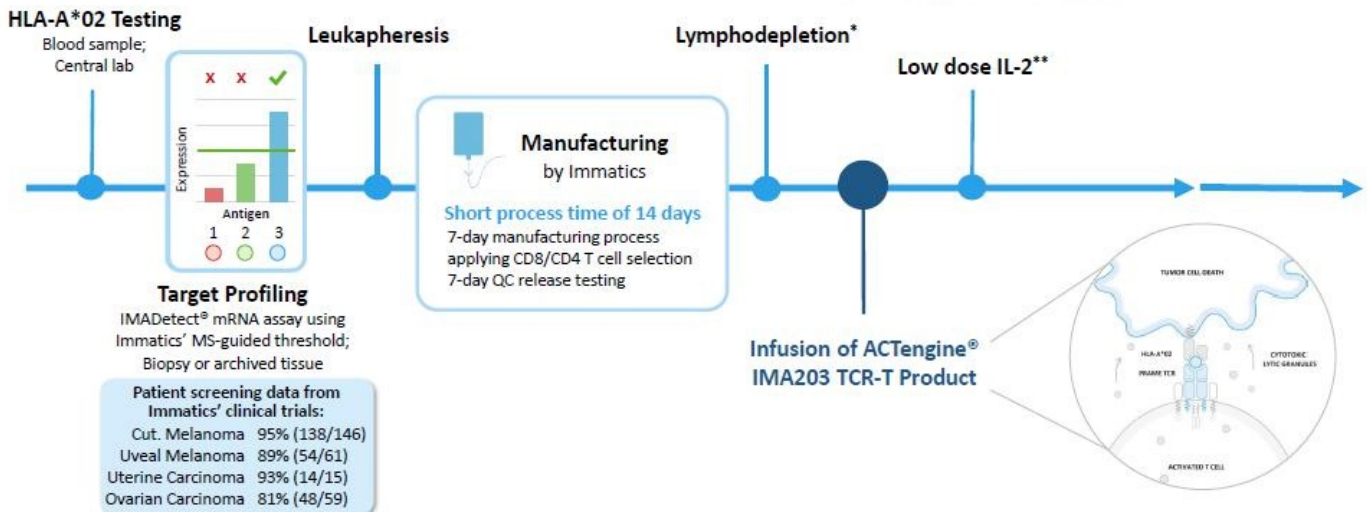 HLA-A*02 Testing
Blood sample;
Central lab
X X ✓
Expression
Antigen
1 2 3
Target Profiling
IMADetect® mRNA assay using
Immatics' MS-guided threshold;
Biopsy or archived tissue
Patient screening data from
Immatics' clinical trials:
Cut. Melanoma 95% (138/146)
Uveal Melanoma 89% (54/61)
Uterine Carcinoma 93% (14/15)
Ovarian Carcinoma 81% (48/59)
Leukapheresis
Manufacturing
by Immatics
Short process time of 14 days
7-day manufacturing process
applying CD8/CD4 T cell selection
7-day QC release testing
Lymphodepletion*
Infusion of ACTengine®
IMA203 TCR-T Product
Low dose IL-2**
TUMOR CELL DEATH
HLA-A*02
PRAME TCR
CYTOTOXIC
LYTIC GRANULES
ACTIVATED T CELL